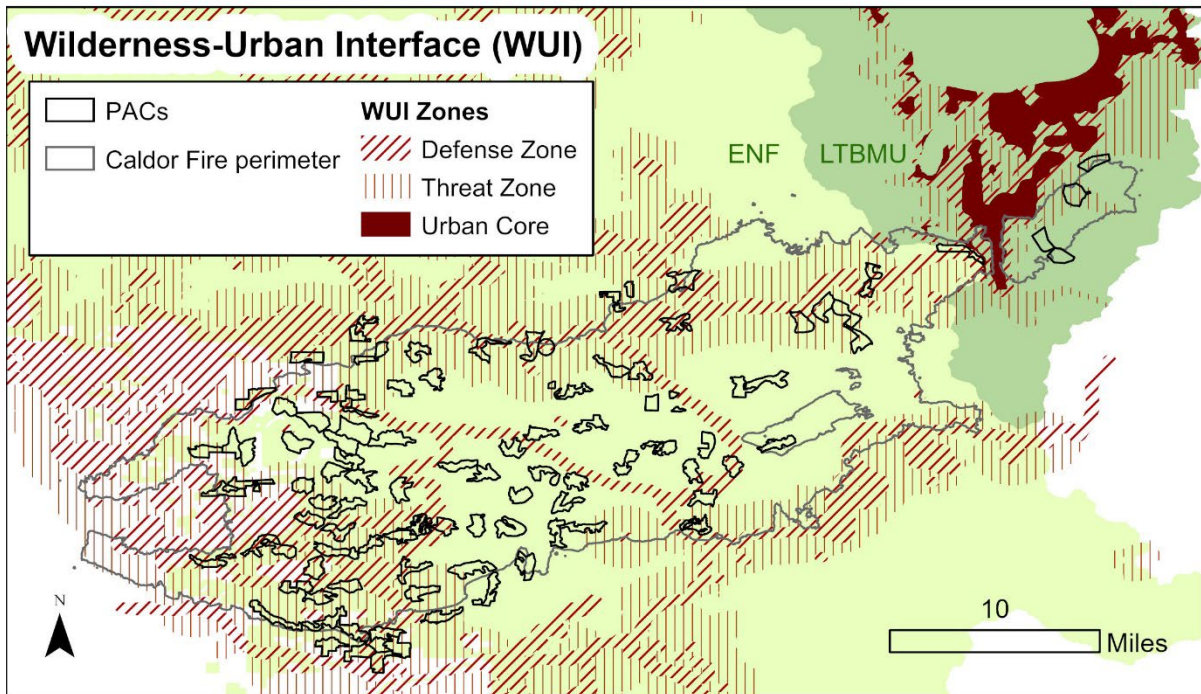 Wilderness-Urban Interface (WUI)
PACs
Caldor Fire perimeter
WUI Zones
Defense Zone
Threat Zone
Urban Core
ENF
LTBMU
N
10
Miles